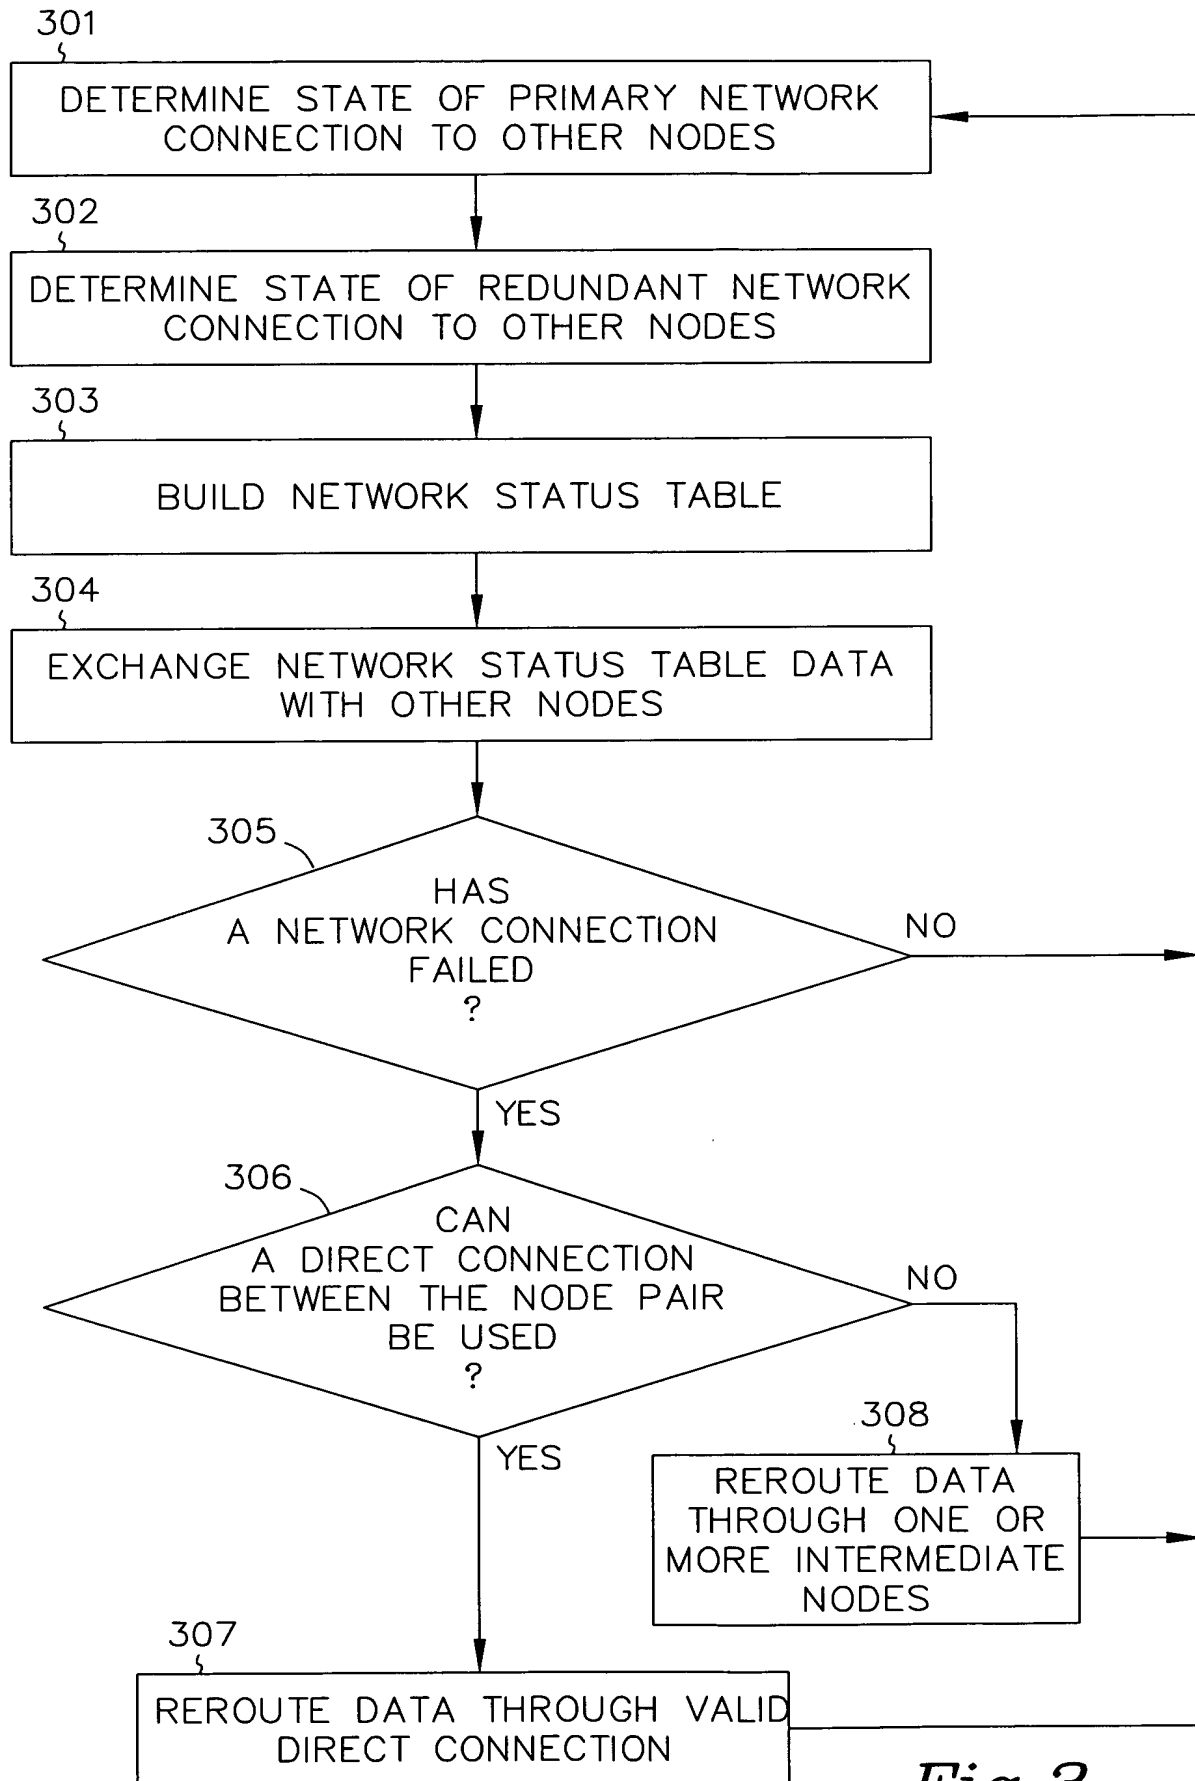 301
DETERMINE STATE OF PRIMARY NETWORK
CONNECTION TO OTHER NODES
302
DETERMINE STATE OF REDUNDANT NETWORK
CONNECTION TO OTHER NODES
303
BUILD NETWORK STATUS TABLE
304
EXCHANGE NETWORK STATUS TABLE DATA
WITH OTHER NODES
305
HAS
A NETWORK CONNECTION
FAILED
?
NO
YES
306
CAN
A DIRECT CONNECTION
BETWEEN THE NODE PAIR
BE USED
?
NO
YES
308
REROUTE DATA
THROUGH ONE OR
MORE INTERMEDIATE
NODES
307
REROUTE DATA THROUGH VALID
DIRECT CONNECTION
Fig. 3